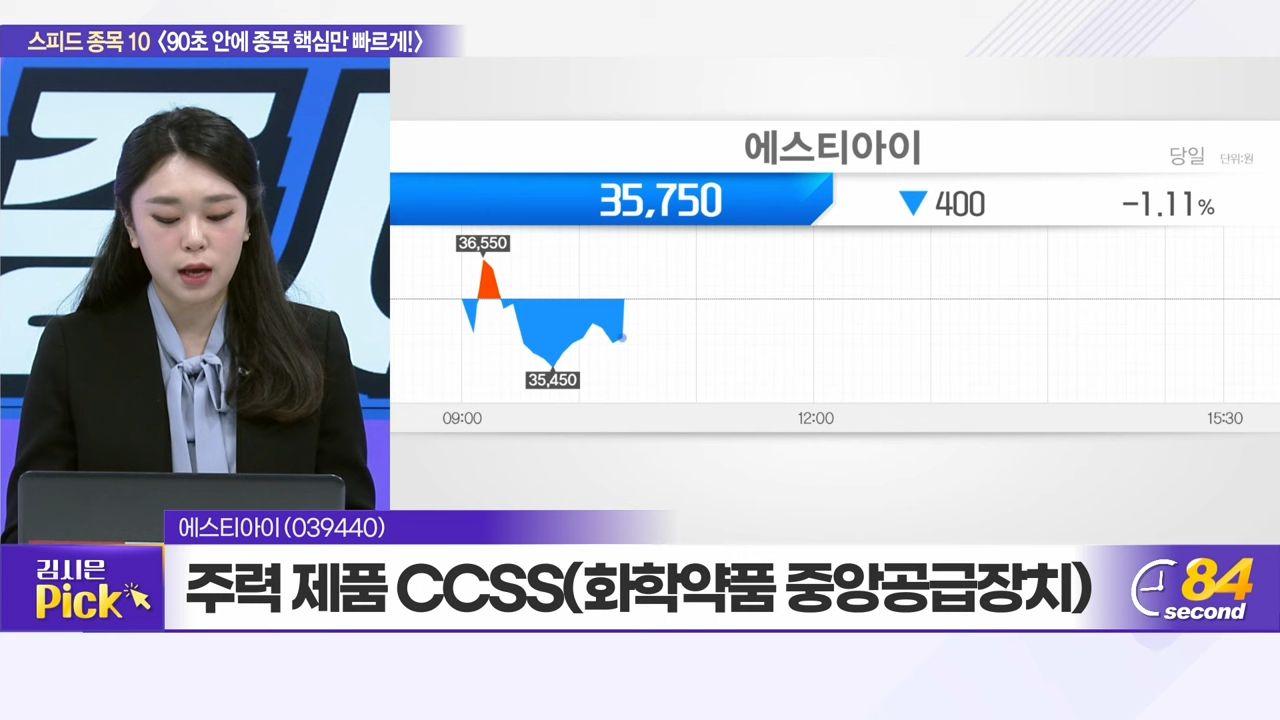 스피드 종목 10 〈90초 안에 종목 핵심만 빠르게!〉
에스티아이
당일 단위:원
35,750 ▼ 400 -1.11%
36,550
35,450
09:00 12:00 15:30
에스티아이(039440)
김시은
Pick
주력 제품 CCSS(화학약품 중앙공급장치)
84
second